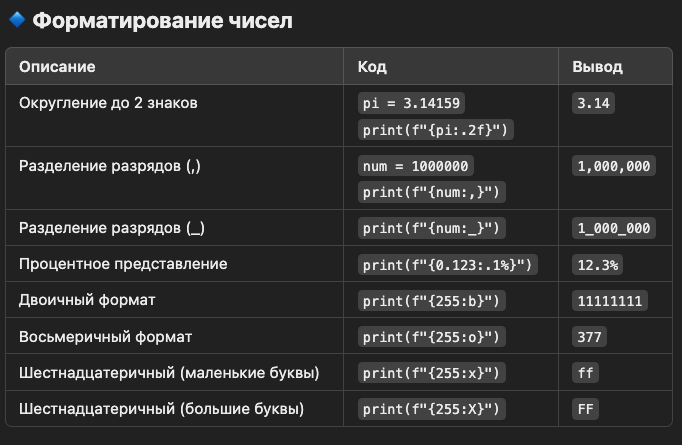 Форматирование чисел
Описание Код Вывод
Округление до 2 знаков pi = 3.14159 3.14
print(f"{pi:.2f}")
Разделение разрядов (,) num = 1000000 1,000,000
print(f"{num:,}")
Разделение разрядов (_) print(f"{num:_}") 1_000_000
Процентное представление print(f"{0.123:.1%}") 12.3%
Двоичный формат print(f"{255:b}") 11111111
Восьмеричный формат print(f"{255:o}") 377
Шестнадцатеричный (маленькие буквы) print(f"{255:x}") ff
Шестнадцатеричный (большие буквы) print(f"{255:X}") FF